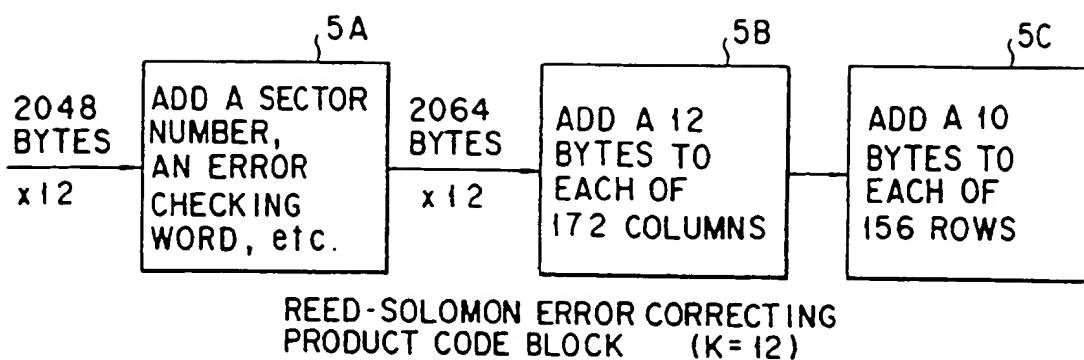 5A
5B
5C
2048
BYTES
x12
ADD A SECTOR
NUMBER,
AN ERROR
CHECKING
WORD, etc.
2064
BYTES
x12
ADD A 12
BYTES TO
EACH OF
172 COLUMNS
ADD A 10
BYTES TO
EACH OF
156 ROWS
REED-SOLOMON ERROR CORRECTING
PRODUCT CODE BLOCK (K=12)